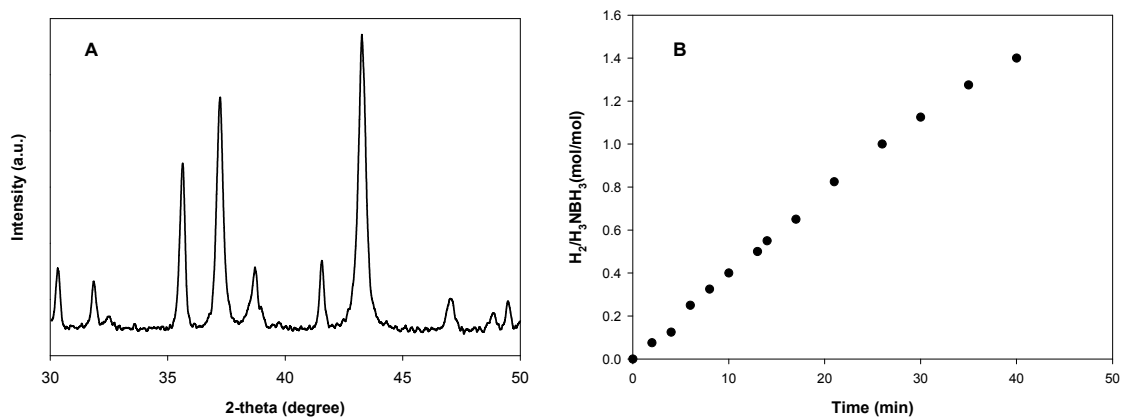 A
Intensity (a.u.)
30 35 40 45 50
2-theta (degree)
B
H₂/H₃NBH₃(mol/mol)
1.6
1.4
1.2
1.0
0.8
0.6
0.4
0.2
0.0
0 10 20 30 40 50
Time (min)